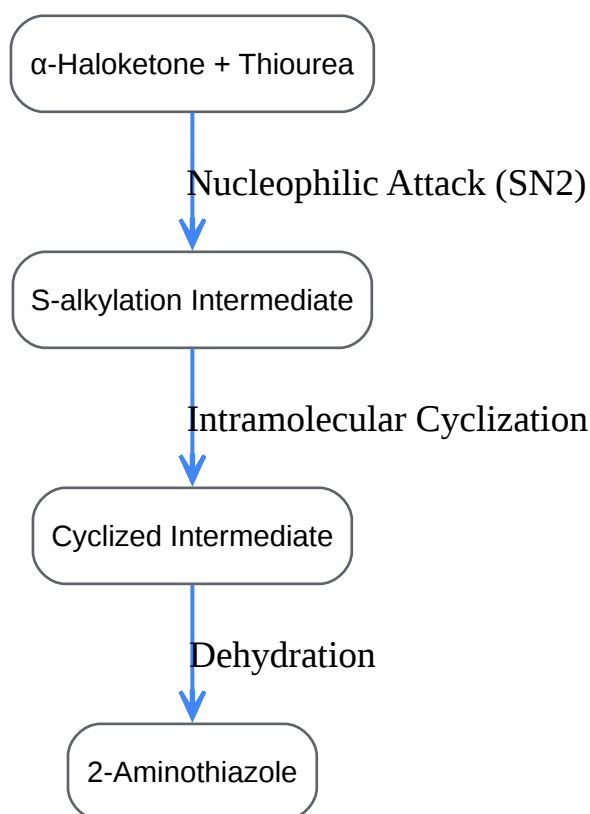 α-Haloketone + Thiourea
Nucleophilic Attack (SN2)
S-alkylation Intermediate
Intramolecular Cyclization
Cyclized Intermediate
Dehydration
2-Aminothiazole